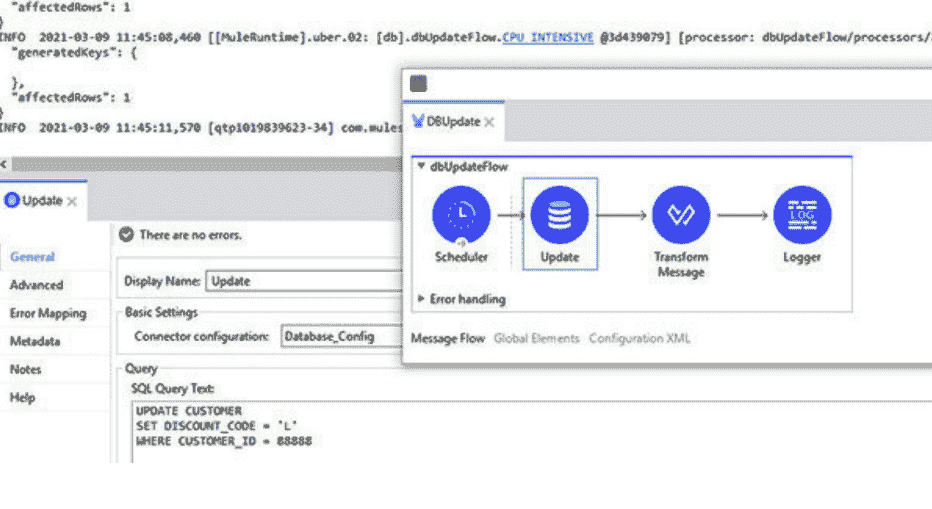 "affectedRows": 1
}
INFO 2021-03-09 11:45:08,460 [[MuleRuntime].uber.02: [db].dbUpdateFlow.CPU_INTENSIVE @3d439079] [processor: dbUpdateFlow/processors/
"generatedKeys": {
},
"affectedRows": 1
}
INFO 2021-03-09 11:45:11,570 [qtp1019839623-34] com.mules
DBUpdate
dbUpdateFlow
Scheduler
Update
Transform Message
LOG
Logger
Error handling
Message Flow Global Elements Configuration XML
Update
There are no errors.
General
Advanced
Error Mapping
Metadata
Notes
Help
Display Name: Update
Basic Settings
Connector configuration: Database_Config
Query
SQL Query Text:
UPDATE CUSTOMER
SET DISCOUNT_CODE = 'L'
WHERE CUSTOMER_ID = 88888